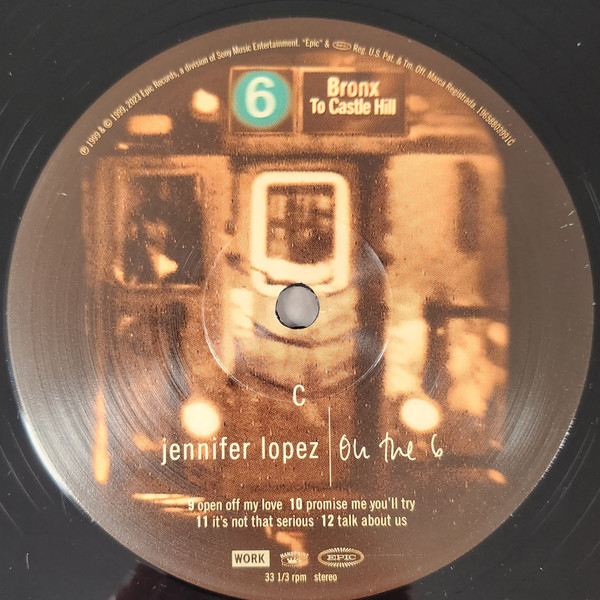 ℗ 1999 & © 1999, 2023 Epic Records, a division of Sony Music Entertainment. "Epic" & EPIC Reg. U.S. Pat. & Tm. Off. Marca Registrada 19658802091C
6
Bronx
To Castle Hill
C
jennifer lopez | On The 6
9 open off my love 10 promise me you'll try
11 it's not that serious 12 talk about us
WORK
EPIC
33 1/3 rpm stereo